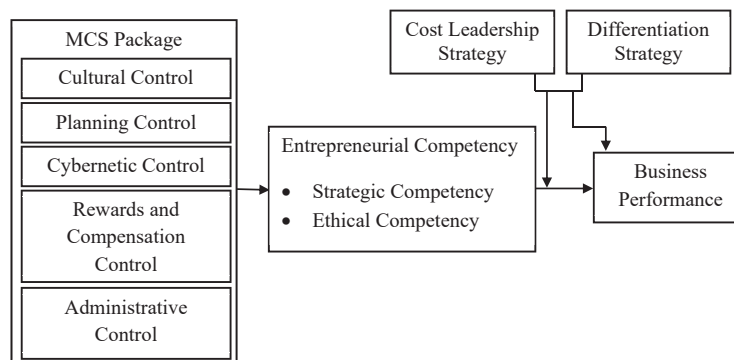 MCS Package
Cultural Control
Planning Control
Cybernetic Control
Rewards and
Compensation
Control
Administrative
Control
Entrepreneurial Competency
• Strategic Competency
• Ethical Competency
Cost Leadership
Strategy
Differentiation
Strategy
Business
Performance